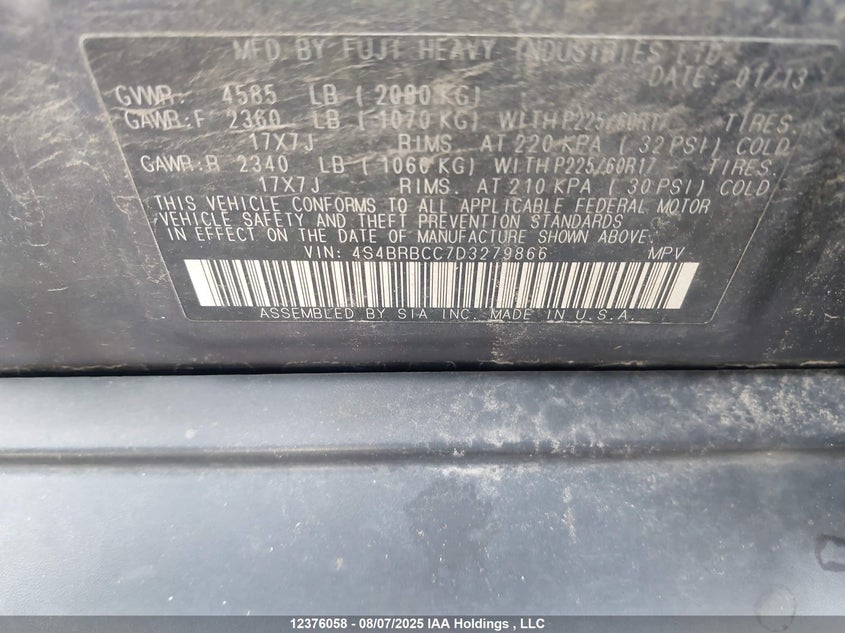 MFD. BY FUJI HEAVY INDUSTRIES LTD.
DATE: 01/13
GVWR: 4585 LB ( 2080 KG)
GAWR:F 2360 LB ( 1070 KG) WITH P225/60R17 TIRES.
17X7J RIMS. AT 220 KPA ( 32 PSI) COLD
GAWR:R 2340 LB ( 1060 KG) WITH P225/60R17 TIRES.
17X7J RIMS. AT 210 KPA ( 30 PSI) COLD
THIS VEHICLE CONFORMS TO ALL APPLICABLE FEDERAL MOTOR
VEHICLE SAFETY AND THEFT PREVENTION STANDARDS
IN EFFECT ON THE DATE OF MANUFACTURE SHOWN ABOVE.
VIN: 4S4BRBCC7D3279866 MPV
ASSEMBLED BY SIA INC. MADE IN U.S.A.
12376058 - 08/07/2025 IAA Holdings , LLC